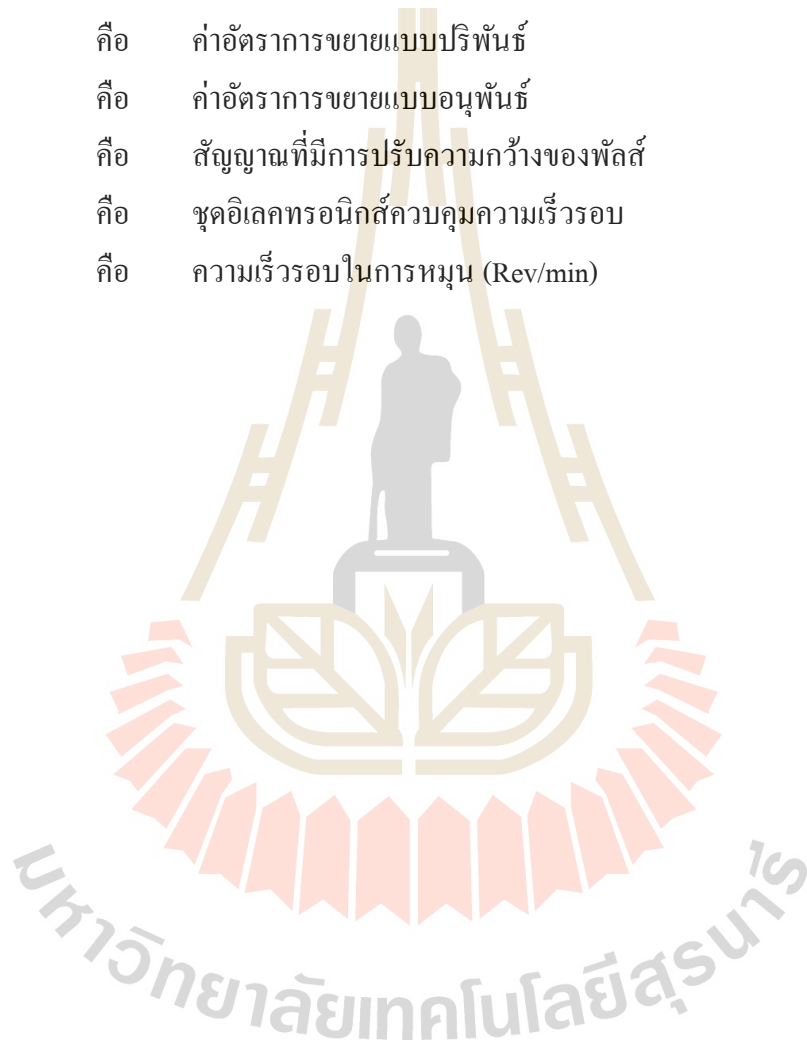 คือ ค่าอัตราการขยายแบบปริพันธ์
คือ ค่าอัตราการขยายแบบอนุพันธ์
คือ สัญญาณที่มีการปรับความกว้างของพัลส์
คือ ชุดอิเลคทรอนิกส์ควบคุมความเร็วรอบ
คือ ความเร็วรอบในการหมุน (Rev/min)
มหาวิทยาลัยเทคโนโลยีสุรนารี